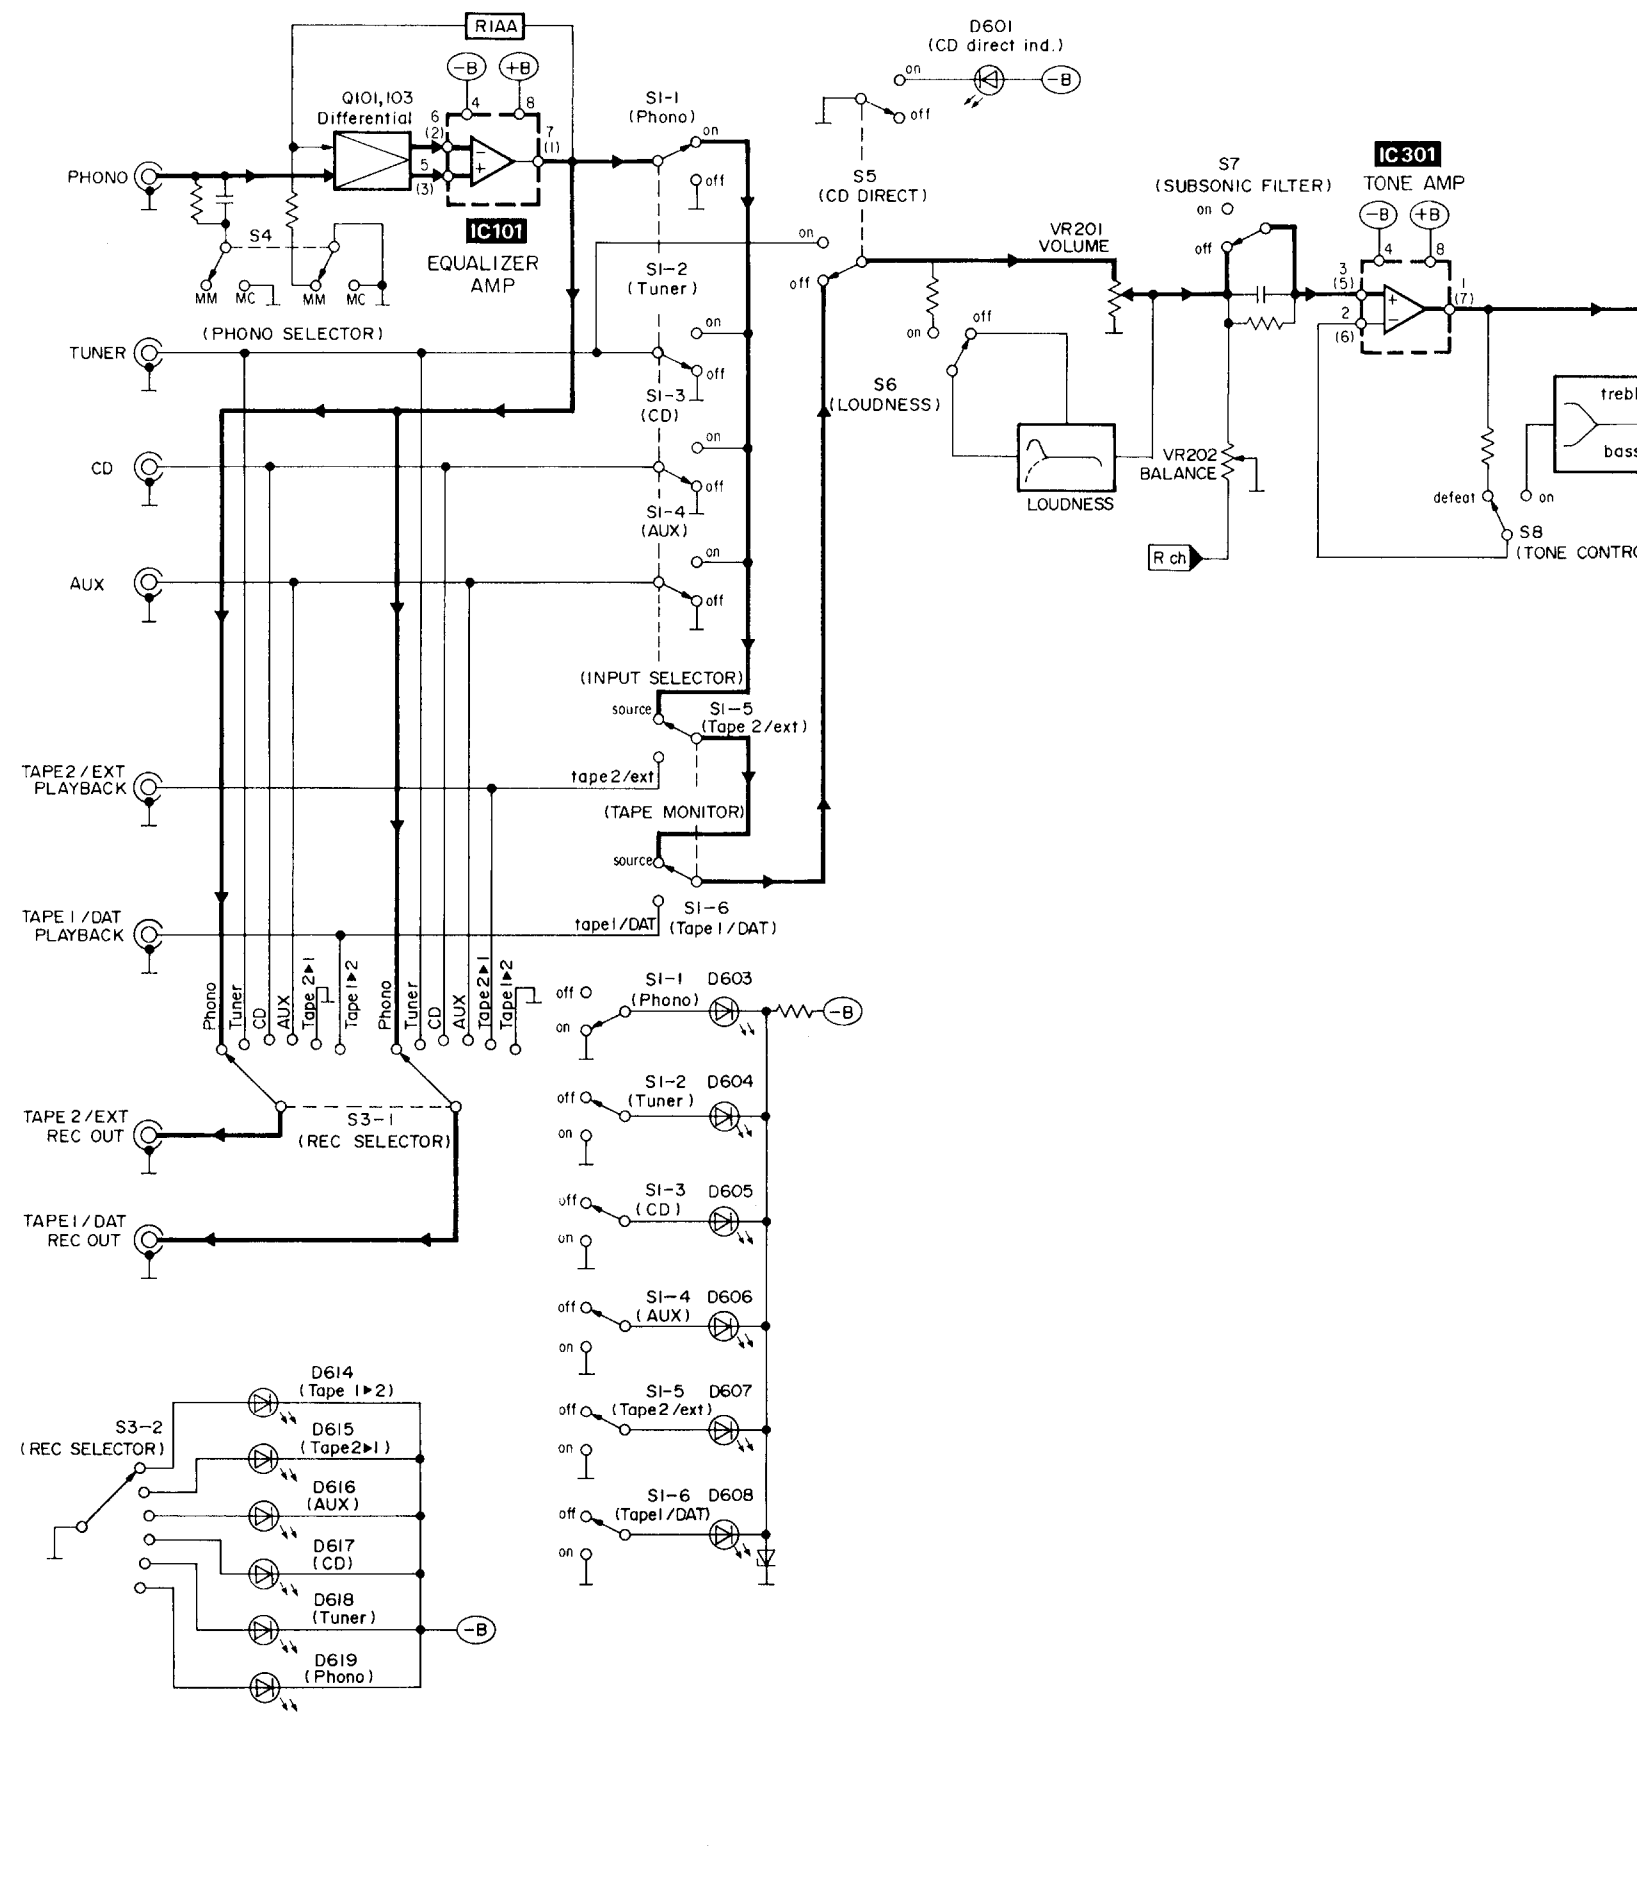 RIAA
D601
(CD direct ind.)
-B
+B
on
-B
Q101,103
Differential
6
(2)
4
8
7
(1)
5
(3)
S1-1
(Phono)
on
off
off
PHONO
IC101
EQUALIZER
AMP
S4
MM
MC
MM
MC
(PHONO SELECTOR)
S5
(CD DIRECT)
on
off
S7
(SUBSONIC FILTER)
on
off
IC301
TONE AMP
-B
+B
4
8
3
(5)
2
(6)
1
(7)
VR201
VOLUME
S1-2
(Tuner)
on
off
TUNER
S1-3
(CD)
on
off
CD
S1-4
(AUX)
on
off
AUX
on
off
S6
(LOUDNESS)
LOUDNESS
VR202
BALANCE
R ch
trebl
bass
defeat
on
S8
(TONE CONTRO
(INPUT SELECTOR)
source
S1-5
(Tape 2/ext)
TAPE2/EXT
PLAYBACK
tape2/ext
(TAPE MONITOR)
source
TAPE1/DAT
PLAYBACK
tape1/DAT
S1-6
(Tape1/DAT)
Phono
Tuner
CD
AUX
Tape 2▶1
Tape1▶2
Phono
Tuner
CD
AUX
Tape2▶1
Tape1▶2
TAPE 2/EXT
REC OUT
S3-1
(REC SELECTOR)
TAPE1/DAT
REC OUT
S1-1 D603
off
(Phono)
on
-B
S1-2 D604
off
(Tuner)
on
S1-3 D605
off
(CD)
on
S1-4 D606
off
(AUX)
on
S1-5 D607
off
(Tape2/ext)
on
S1-6 D608
off
(Tape1/DAT)
on
D614
(Tape 1▶2)
S3-2
(REC SELECTOR)
D615
(Tape2▶1)
D616
(AUX)
D617
(CD)
D618
(Tuner)
-B
D619
(Phono)